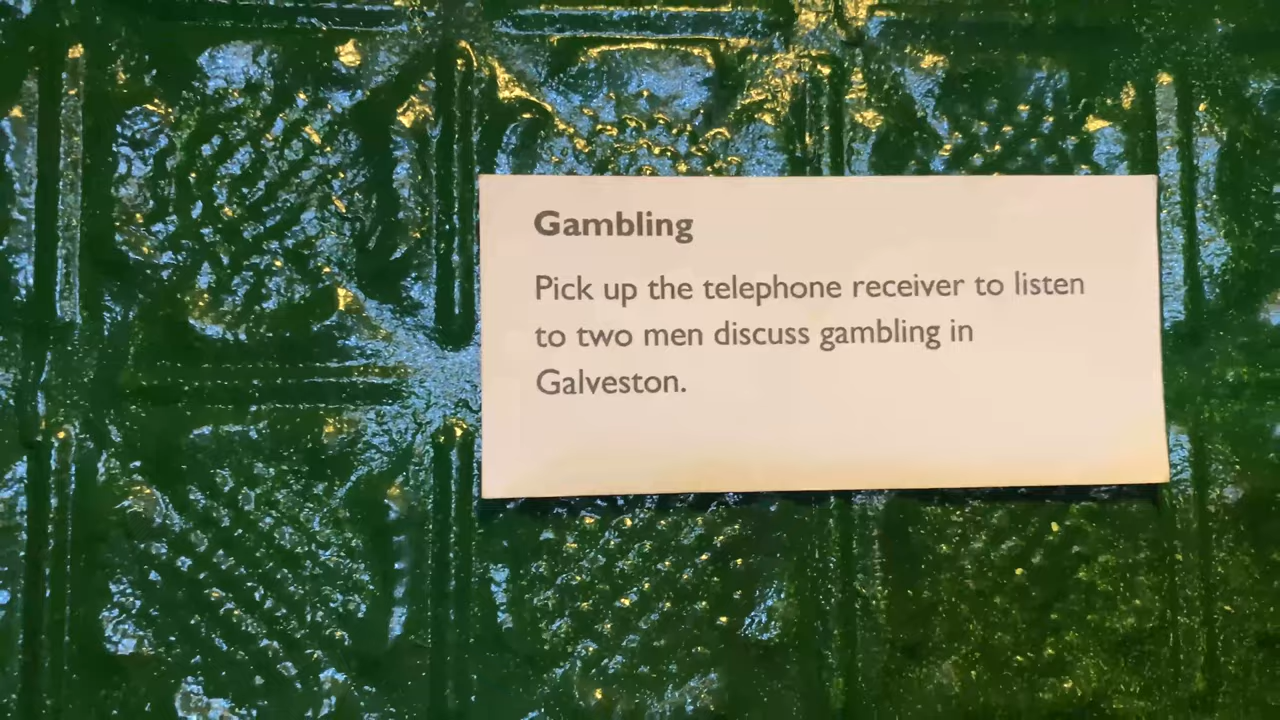 Gambling
Pick up the telephone receiver to listen
to two men discuss gambling in
Galveston.